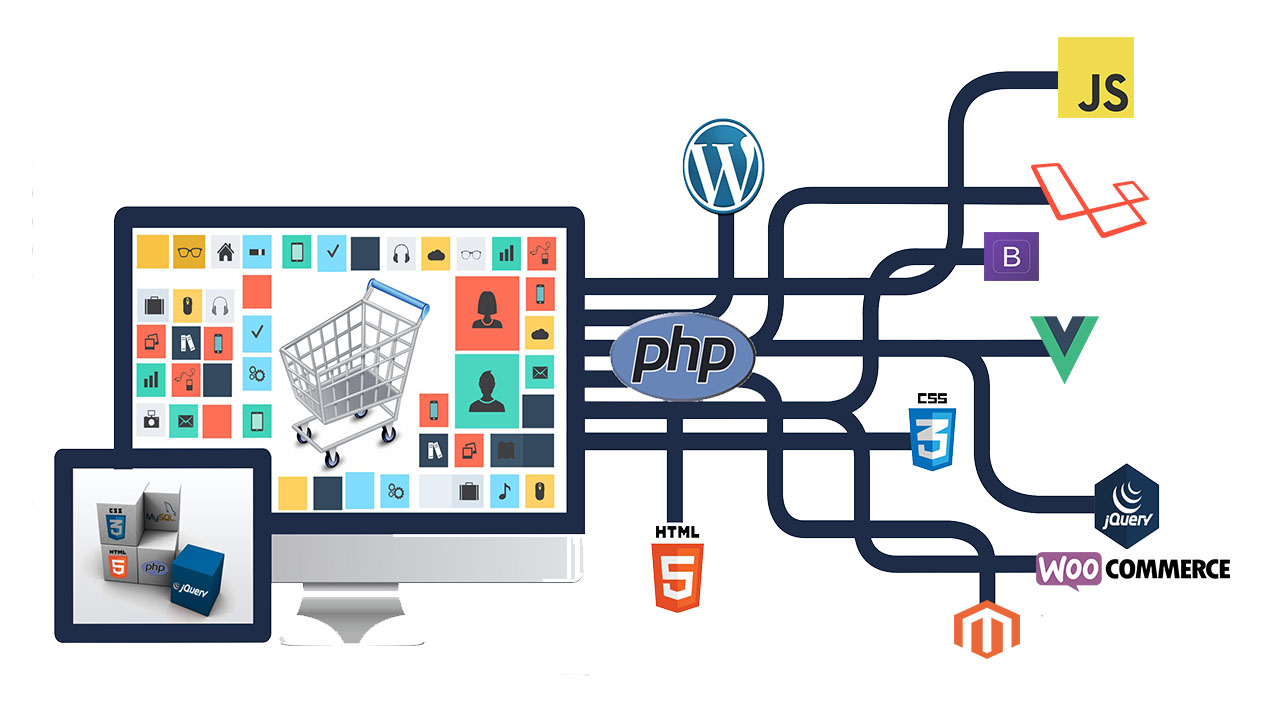 JS
W
B
php
CSS
3
HTML
5
jQuery
WOO COMMERCE
CSS
3
MySQL
HTML
5
php
jQuery